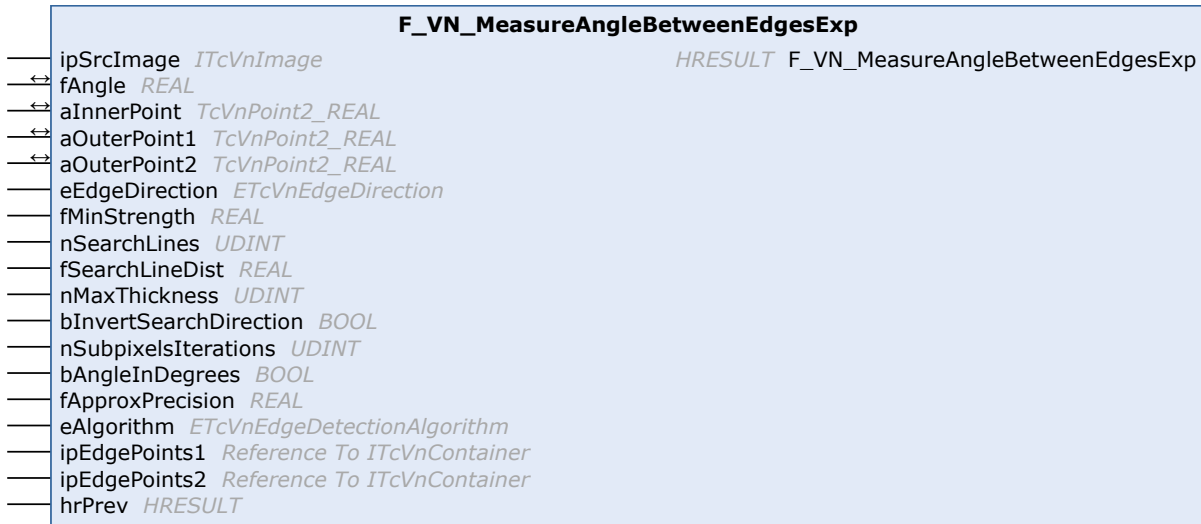 F_VN_MeasureAngleBetweenEdgesExp
ipSrcImage ITcVnImage HRESULT F_VN_MeasureAngleBetweenEdgesExp
↔ fAngle REAL
↔ aInnerPoint TcVnPoint2_REAL
↔ aOuterPoint1 TcVnPoint2_REAL
↔ aOuterPoint2 TcVnPoint2_REAL
eEdgeDirection ETcVnEdgeDirection
fMinStrength REAL
nSearchLines UDINT
fSearchLineDist REAL
nMaxThickness UDINT
bInvertSearchDirection BOOL
nSubpixelsIterations UDINT
bAngleInDegrees BOOL
fApproxPrecision REAL
eAlgorithm ETcVnEdgeDetectionAlgorithm
ipEdgePoints1 Reference To ITcVnContainer
ipEdgePoints2 Reference To ITcVnContainer
hrPrev HRESULT